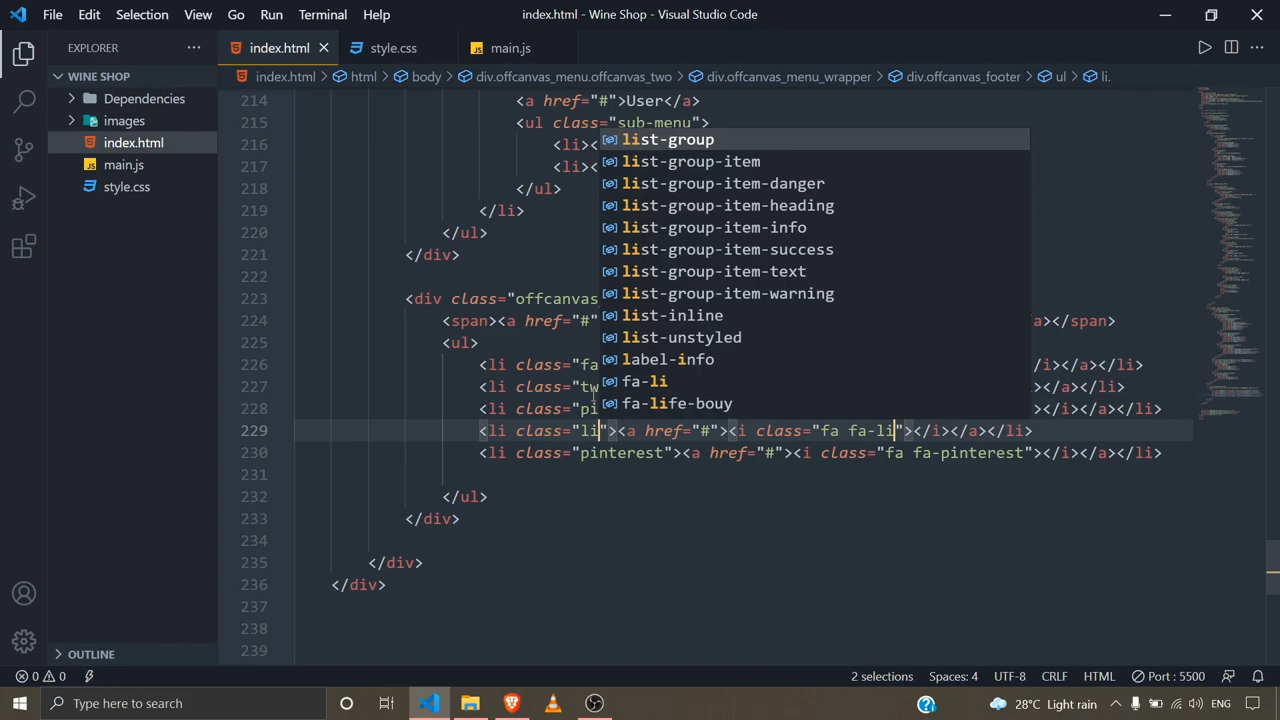 File Edit Selection View Go Run Terminal Help index.html - Wine Shop - Visual Studio Code
EXPLORER ... index.html style.css main.js
WINE SHOP index.html > html > body > div.offcanvas_menu.offcanvas_two > div.offcanvas_menu_wrapper > div.offcanvas_footer > ul > li.
Dependencies
images
index.html
main.js
style.css
214 <a href="#">User</a>
215 <ul class="sub-menu">
216 <li><
217 <li><
218 </ul>
219 </li>
220 </ul>
221 </div>
222
223 <div class="offcanvas
224 <span><a href="#" a></span>
225 <ul>
226 <li class="fa /i></a></li>
227 <li class="tw ></a></li>
228 <li class="pi /i></a></li>
229 <li class="li"><a href="#"><i class="fa fa-li"></i></a></li>
230 <li class="pinterest"><a href="#"><i class="fa fa-pinterest"></i></a></li>
231
232 </ul>
233 </div>
234
235 </div>
236 </div>
237
238
239
list-group
list-group-item
list-group-item-danger
list-group-item-heading
list-group-item-info
list-group-item-success
list-group-item-text
list-group-item-warning
list-inline
list-unstyled
label-info
fa-li
fa-life-bouy
OUTLINE
0 0 2 selections Spaces: 4 UTF-8 CRLF HTML Port : 5500
Type here to search 28°C Light rain ENG